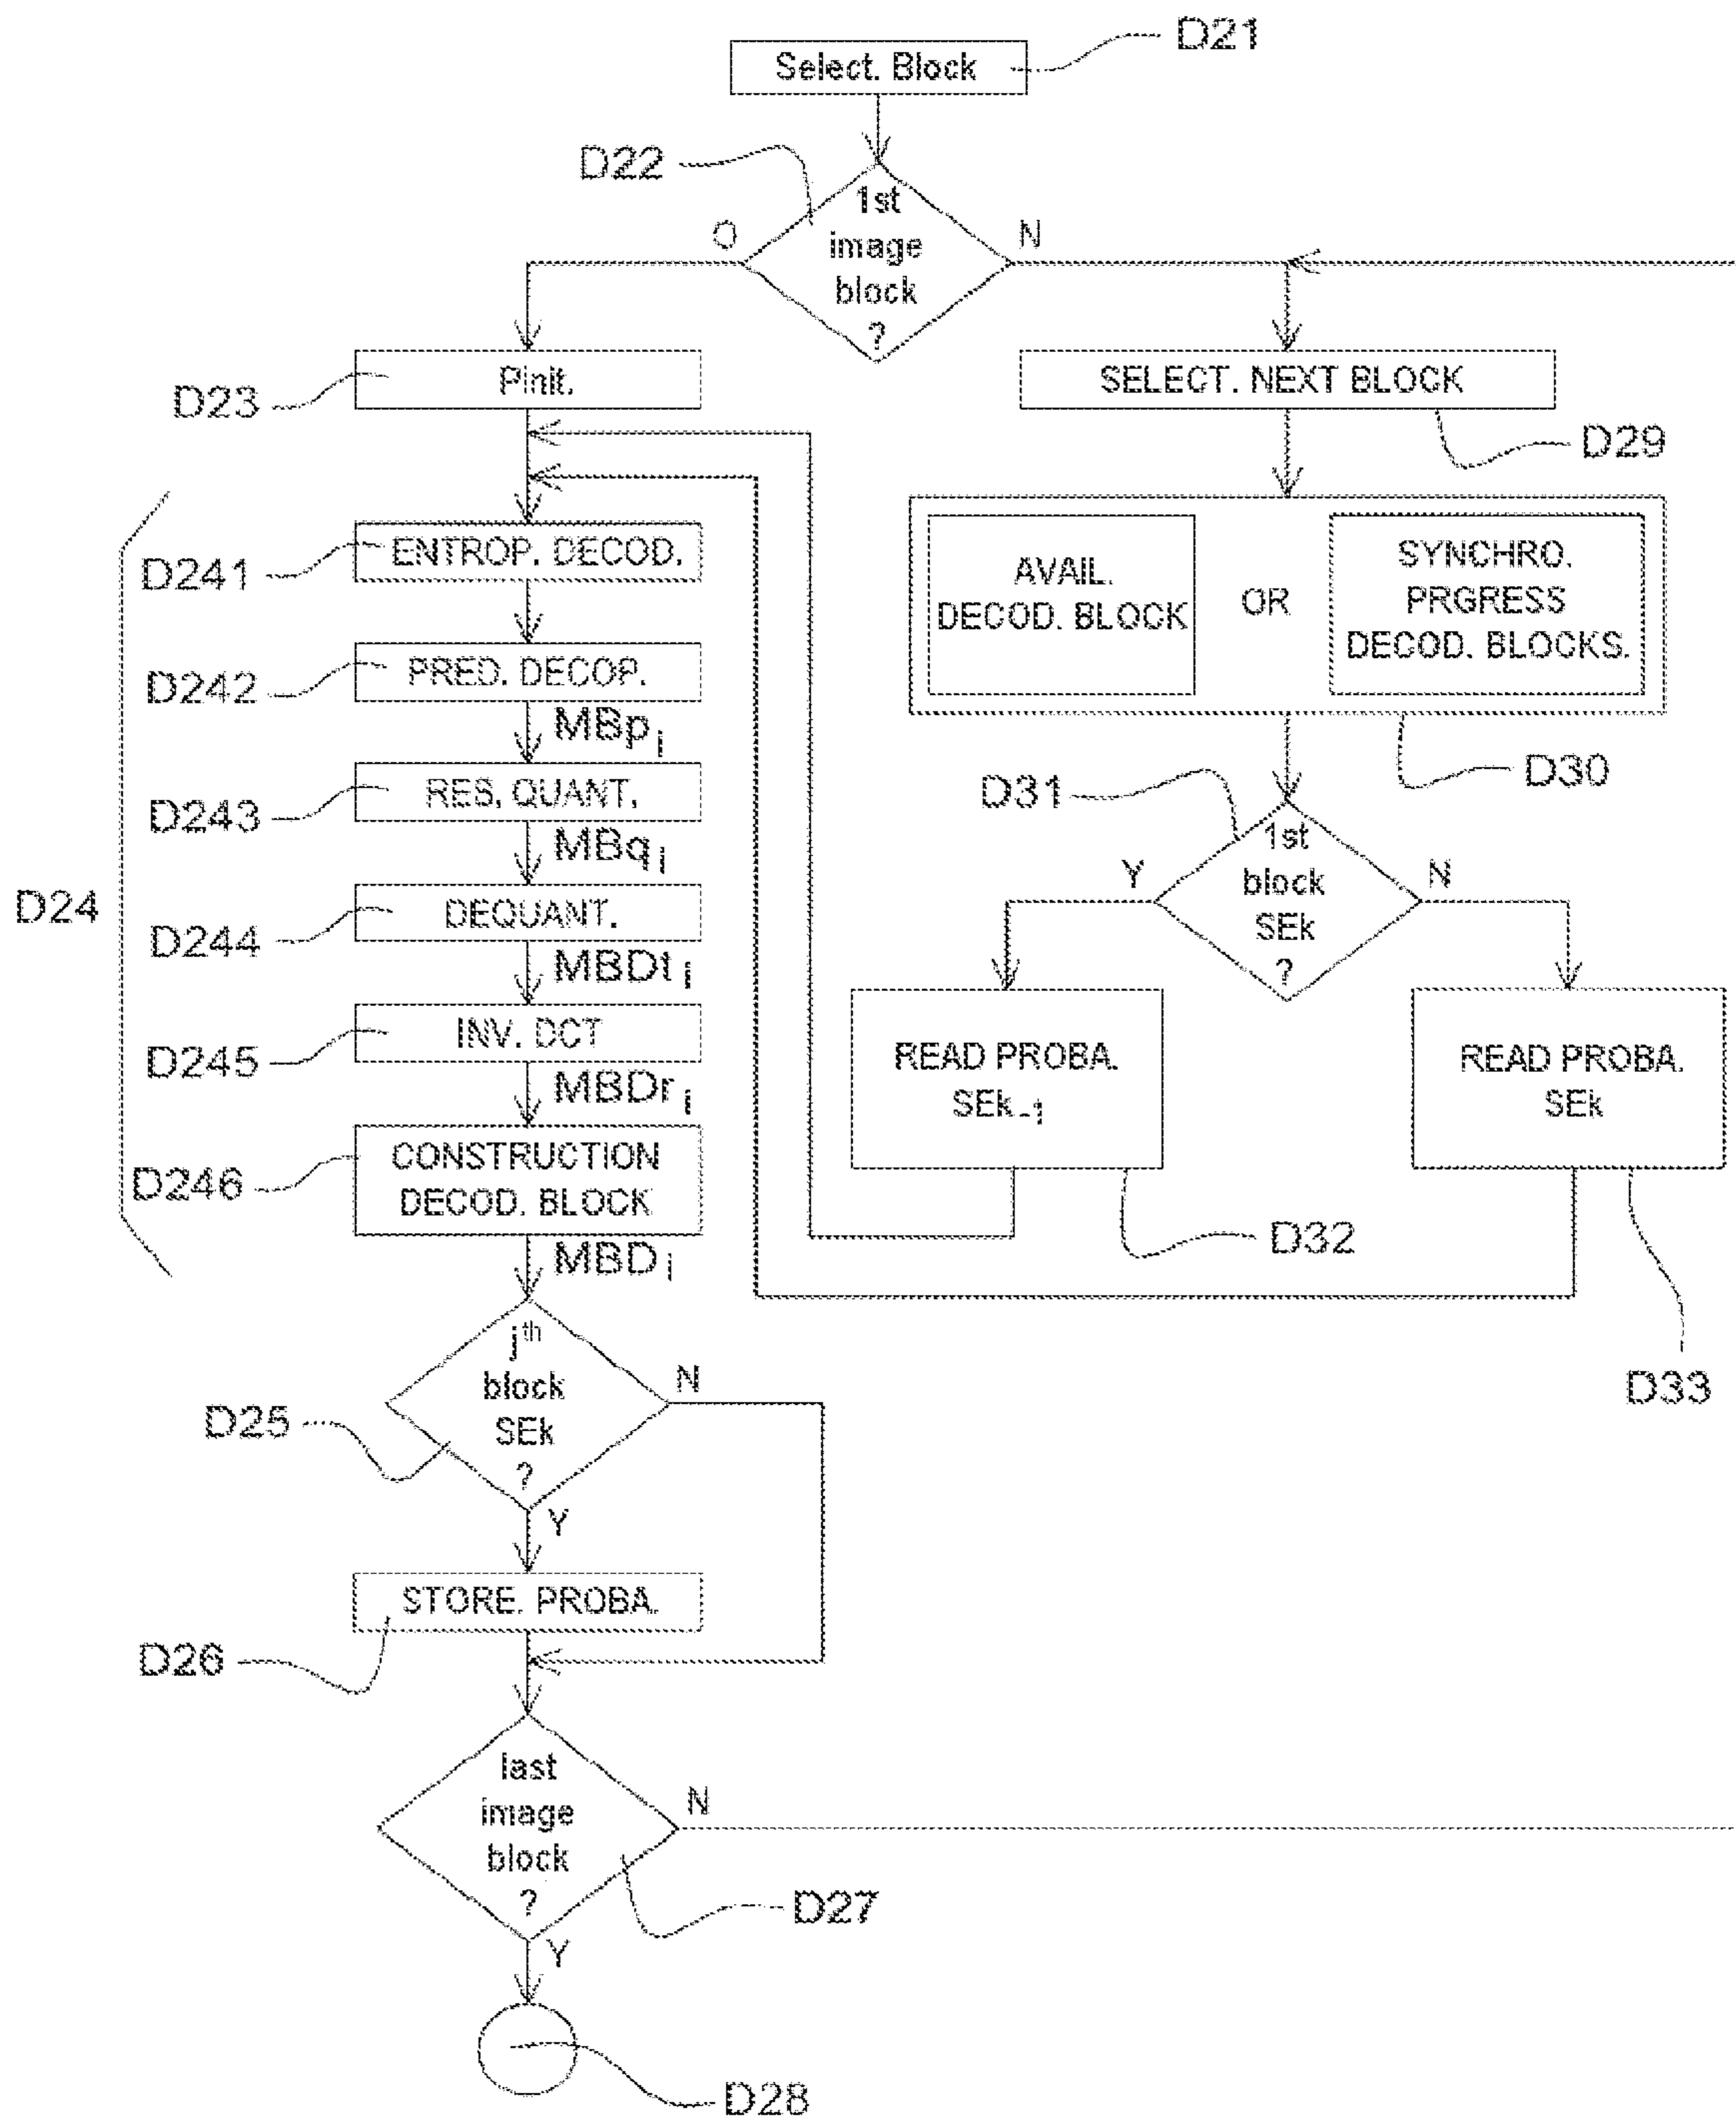 Select. Block
D21
D22
1st
image
block
?
O
N
PInit.
D23
SELECT. NEXT BLOCK
D29
D24
ENTROP. DECOD.
D241
PRED. DECOP.
D242
MBp i
RES. QUANT.
D243
MBq i
DEQUANT.
D244
MBDt i
INV. DCT
D245
MBDr i
CONSTRUCTION
DECOD. BLOCK
D246
MBD i
AVAIL.
DECOD. BLOCK
OR
SYNCHRO.
PRGRESS
DECOD. BLOCKS.
D30
D31
1st
block
SEk
?
Y
N
READ PROBA.
SEk-1
D32
READ PROBA.
SEk
D33
jth
block
SEk
?
N
D25
Y
STORE. PROBA.
D26
last
image
block
?
N
D27
Y
D28